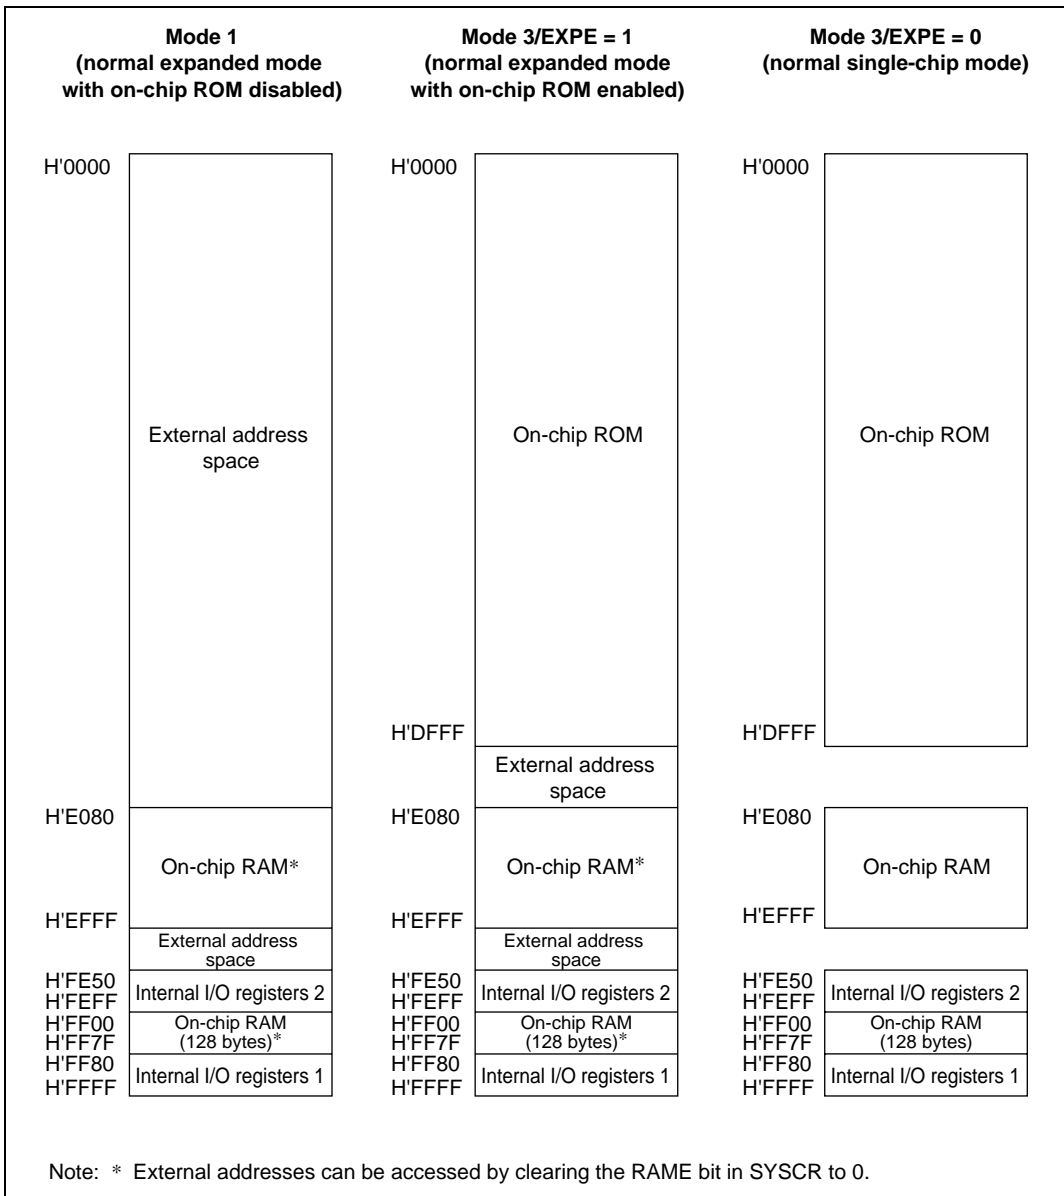 Mode 1
(normal expanded mode
with on-chip ROM disabled)
H'0000
External address
space
H'E080
On-chip RAM*
H'EFFF
External address
space
H'FE50
Internal I/O registers 2
H'FEFF
H'FF00
On-chip RAM
(128 bytes)*
H'FF7F
H'FF80
Internal I/O registers 1
H'FFFF
Mode 3/EXPE = 1
(normal expanded mode
with on-chip ROM enabled)
H'0000
On-chip ROM
H'DFFF
External address
space
H'E080
On-chip RAM*
H'EFFF
External address
space
H'FE50
Internal I/O registers 2
H'FEFF
H'FF00
On-chip RAM
(128 bytes)*
H'FF7F
H'FF80
Internal I/O registers 1
H'FFFF
Mode 3/EXPE = 0
(normal single-chip mode)
H'0000
On-chip ROM
H'DFFF
H'E080
On-chip RAM
H'EFFF
H'FE50
Internal I/O registers 2
H'FEFF
H'FF00
On-chip RAM
(128 bytes)
H'FF7F
H'FF80
Internal I/O registers 1
H'FFFF
Note: * External addresses can be accessed by clearing the RAME bit in SYSCR to 0.